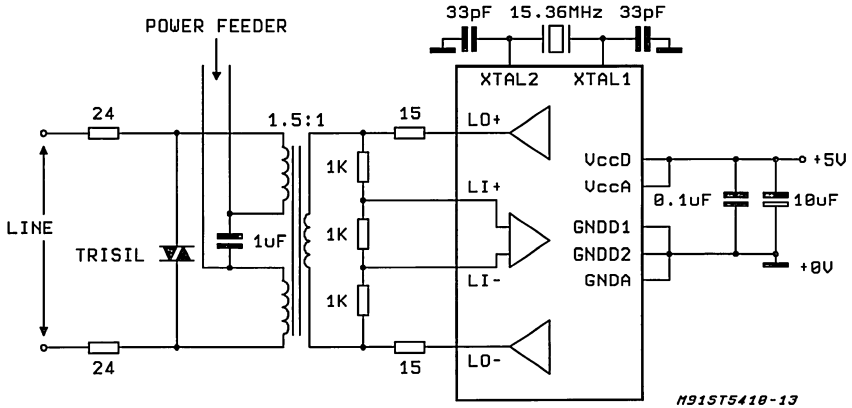 33pF 15.36MHz 33pF
POWER FEEDER
XTAL2 XTAL1
24 1.5:1 15 LO+
1K VccD +5V
LI+ VccA
0.1uF 10uF
LINE 1uF 1K GNDD1
TRISIL GNDD2 +0V
LI- GNDA
1K
24 15 LO-
M91ST5410-13